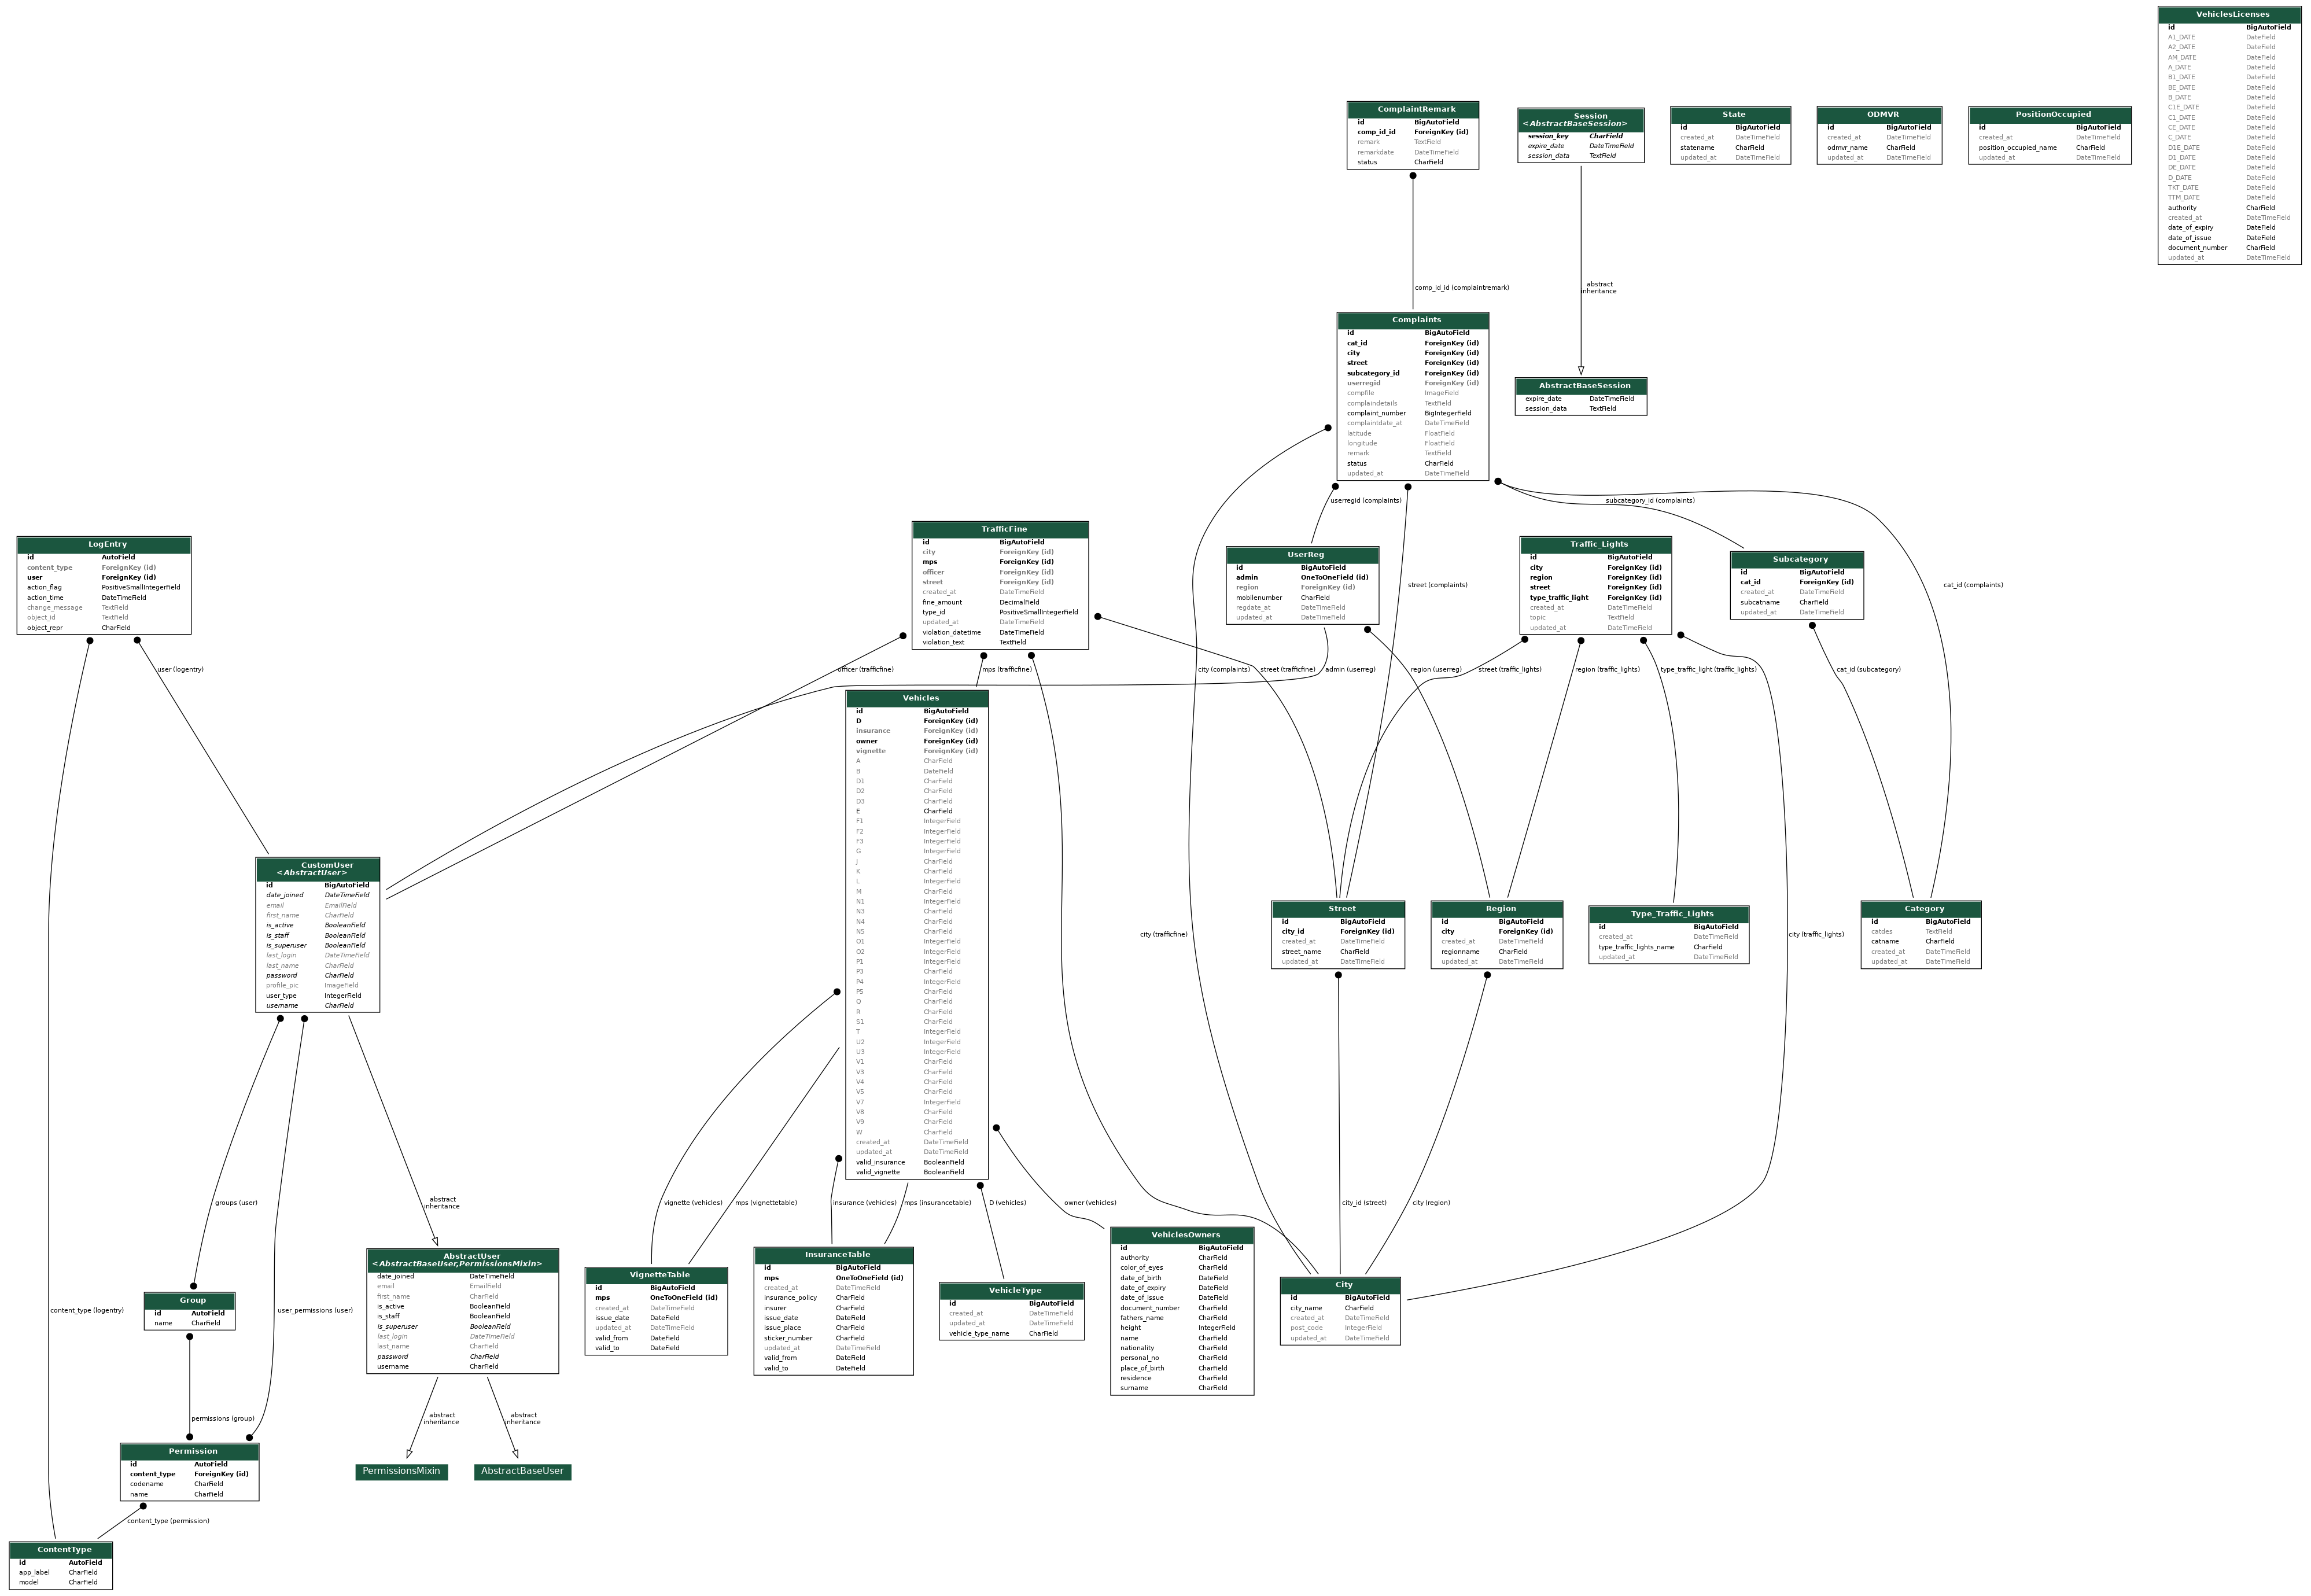 VehiclesLicenses
id BigAutoField
A1_DATE DateField
A2_DATE DateField
AM_DATE DateField
A_DATE DateField
B1_DATE DateField
BE_DATE DateField
B_DATE DateField
C1E_DATE DateField
C1_DATE DateField
CE_DATE DateField
C_DATE DateField
D1E_DATE DateField
D1_DATE DateField
DE_DATE DateField
D_DATE DateField
TKT_DATE DateField
TTM_DATE DateField
authority CharField
created_at DateTimeField
date_of_expiry DateField
date_of_issue DateField
document_number CharField
updated_at DateTimeField
ComplaintRemark
id BigAutoField
comp_id_id ForeignKey (id)
remark TextField
remarkdate DateTimeField
status CharField
Session
<AbstractBaseSession>
session_key CharField
expire_date DateTimeField
session_data TextField
State
id BigAutoField
created_at DateTimeField
statename CharField
updated_at DateTimeField
ODMVR
id BigAutoField
created_at DateTimeField
odmvr_name CharField
updated_at DateTimeField
PositionOccupied
id BigAutoField
created_at DateTimeField
position_occupied_name CharField
updated_at DateTimeField
comp_id_id (complaintremark)
abstract
inheritance
Complaints
id BigAutoField
cat_id ForeignKey (id)
city ForeignKey (id)
street ForeignKey (id)
subcategory_id ForeignKey (id)
userregid ForeignKey (id)
compfile ImageField
complaindetails TextField
complaint_number BigIntegerField
complaintdate_at DateTimeField
latitude FloatField
longitude FloatField
remark TextField
status CharField
updated_at DateTimeField
AbstractBaseSession
expire_date DateTimeField
session_data TextField
userregid (complaints)
subcategory_id (complaints)
LogEntry
id AutoField
content_type ForeignKey (id)
user ForeignKey (id)
action_flag PositiveSmallIntegerField
action_time DateTimeField
change_message TextField
object_id TextField
object_repr CharField
TrafficFine
id BigAutoField
city ForeignKey (id)
mps ForeignKey (id)
officer ForeignKey (id)
street ForeignKey (id)
created_at DateTimeField
fine_amount DecimalField
type_id PositiveSmallIntegerField
updated_at DateTimeField
violation_datetime DateTimeField
violation_text TextField
UserReg
id BigAutoField
admin OneToOneField (id)
region ForeignKey (id)
mobilenumber CharField
regdate_at DateTimeField
updated_at DateTimeField
street (complaints)
Traffic_Lights
id BigAutoField
city ForeignKey (id)
region ForeignKey (id)
street ForeignKey (id)
type_traffic_light ForeignKey (id)
created_at DateTimeField
topic TextField
updated_at DateTimeField
Subcategory
id BigAutoField
cat_id ForeignKey (id)
created_at DateTimeField
subcatname CharField
updated_at DateTimeField
cat_id (complaints)
user (logentry)
officer (trafficfine)
mps (trafficfine)
city (complaints)
street (trafficfine)
admin (userreg)
region (userreg)
street (traffic_lights)
region (traffic_lights)
type_traffic_light (traffic_lights)
cat_id (subcategory)
Vehicles
id BigAutoField
D ForeignKey (id)
insurance ForeignKey (id)
owner ForeignKey (id)
vignette ForeignKey (id)
A CharField
B DateField
D1 CharField
D2 CharField
D3 CharField
E CharField
F1 IntegerField
F2 IntegerField
F3 IntegerField
G IntegerField
J CharField
K CharField
L IntegerField
M CharField
N1 IntegerField
N3 CharField
N4 CharField
N5 CharField
O1 IntegerField
O2 IntegerField
P1 IntegerField
P3 CharField
P4 IntegerField
P5 CharField
Q CharField
R CharField
S1 CharField
T IntegerField
U2 IntegerField
U3 IntegerField
V1 CharField
V3 CharField
V4 CharField
V5 CharField
V7 IntegerField
V8 CharField
V9 CharField
W CharField
created_at DateTimeField
updated_at DateTimeField
valid_insurance BooleanField
valid_vignette BooleanField
CustomUser
<AbstractUser>
id BigAutoField
date_joined DateTimeField
email EmailField
first_name CharField
is_active BooleanField
is_staff BooleanField
is_superuser BooleanField
last_login DateTimeField
last_name CharField
password CharField
profile_pic ImageField
user_type IntegerField
username CharField
city (trafficfine)
Street
id BigAutoField
city_id ForeignKey (id)
created_at DateTimeField
street_name CharField
updated_at DateTimeField
Region
id BigAutoField
city ForeignKey (id)
created_at DateTimeField
regionname CharField
updated_at DateTimeField
Type_Traffic_Lights
id BigAutoField
created_at DateTimeField
type_traffic_lights_name CharField
updated_at DateTimeField
city (traffic_lights)
Category
id BigAutoField
catdes TextField
catname CharField
created_at DateTimeField
updated_at DateTimeField
groups (user)
abstract
inheritance
vignette (vehicles)
mps (vignettetable)
insurance (vehicles)
mps (insurancetable)
D (vehicles)
owner (vehicles)
city_id (street)
city (region)
content_type (logentry)
user_permissions (user)
Group
id AutoField
name CharField
AbstractUser
<AbstractBaseUser,PermissionsMixin>
date_joined DateTimeField
email EmailField
first_name CharField
is_active BooleanField
is_staff BooleanField
is_superuser BooleanField
last_login DateTimeField
last_name CharField
password CharField
username CharField
VignetteTable
id BigAutoField
mps OneToOneField (id)
created_at DateTimeField
issue_date DateField
updated_at DateTimeField
valid_from DateField
valid_to DateField
InsuranceTable
id BigAutoField
mps OneToOneField (id)
created_at DateTimeField
insurance_policy CharField
insurer CharField
issue_date DateField
issue_place CharField
sticker_number CharField
updated_at DateTimeField
valid_from DateField
valid_to DateField
VehicleType
id BigAutoField
created_at DateTimeField
updated_at DateTimeField
vehicle_type_name CharField
VehiclesOwners
id BigAutoField
authority CharField
color_of_eyes CharField
date_of_birth DateField
date_of_expiry DateField
date_of_issue DateField
document_number CharField
fathers_name CharField
height IntegerField
name CharField
nationality CharField
personal_no CharField
place_of_birth CharField
residence CharField
surname CharField
City
id BigAutoField
city_name CharField
created_at DateTimeField
post_code IntegerField
updated_at DateTimeField
permissions (group)
abstract
inheritance
abstract
inheritance
Permission
id AutoField
content_type ForeignKey (id)
codename CharField
name CharField
PermissionsMixin
AbstractBaseUser
content_type (permission)
ContentType
id AutoField
app_label CharField
model CharField